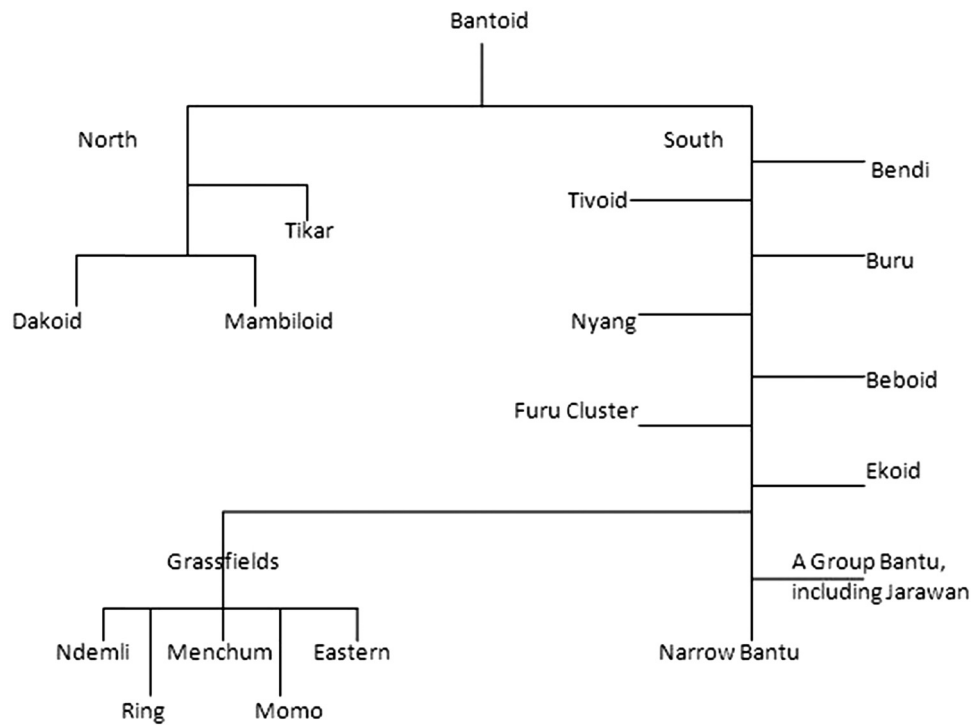 Bantoid
North
South
Bendi
Tivoid
Tikar
Buru
Dakoid
Mambiloid
Nyang
Beboid
Furu Cluster
Ekoid
Grassfields
A Group Bantu,
including Jarawan
Ndemli
Menchum
Eastern
Narrow Bantu
Ring
Momo